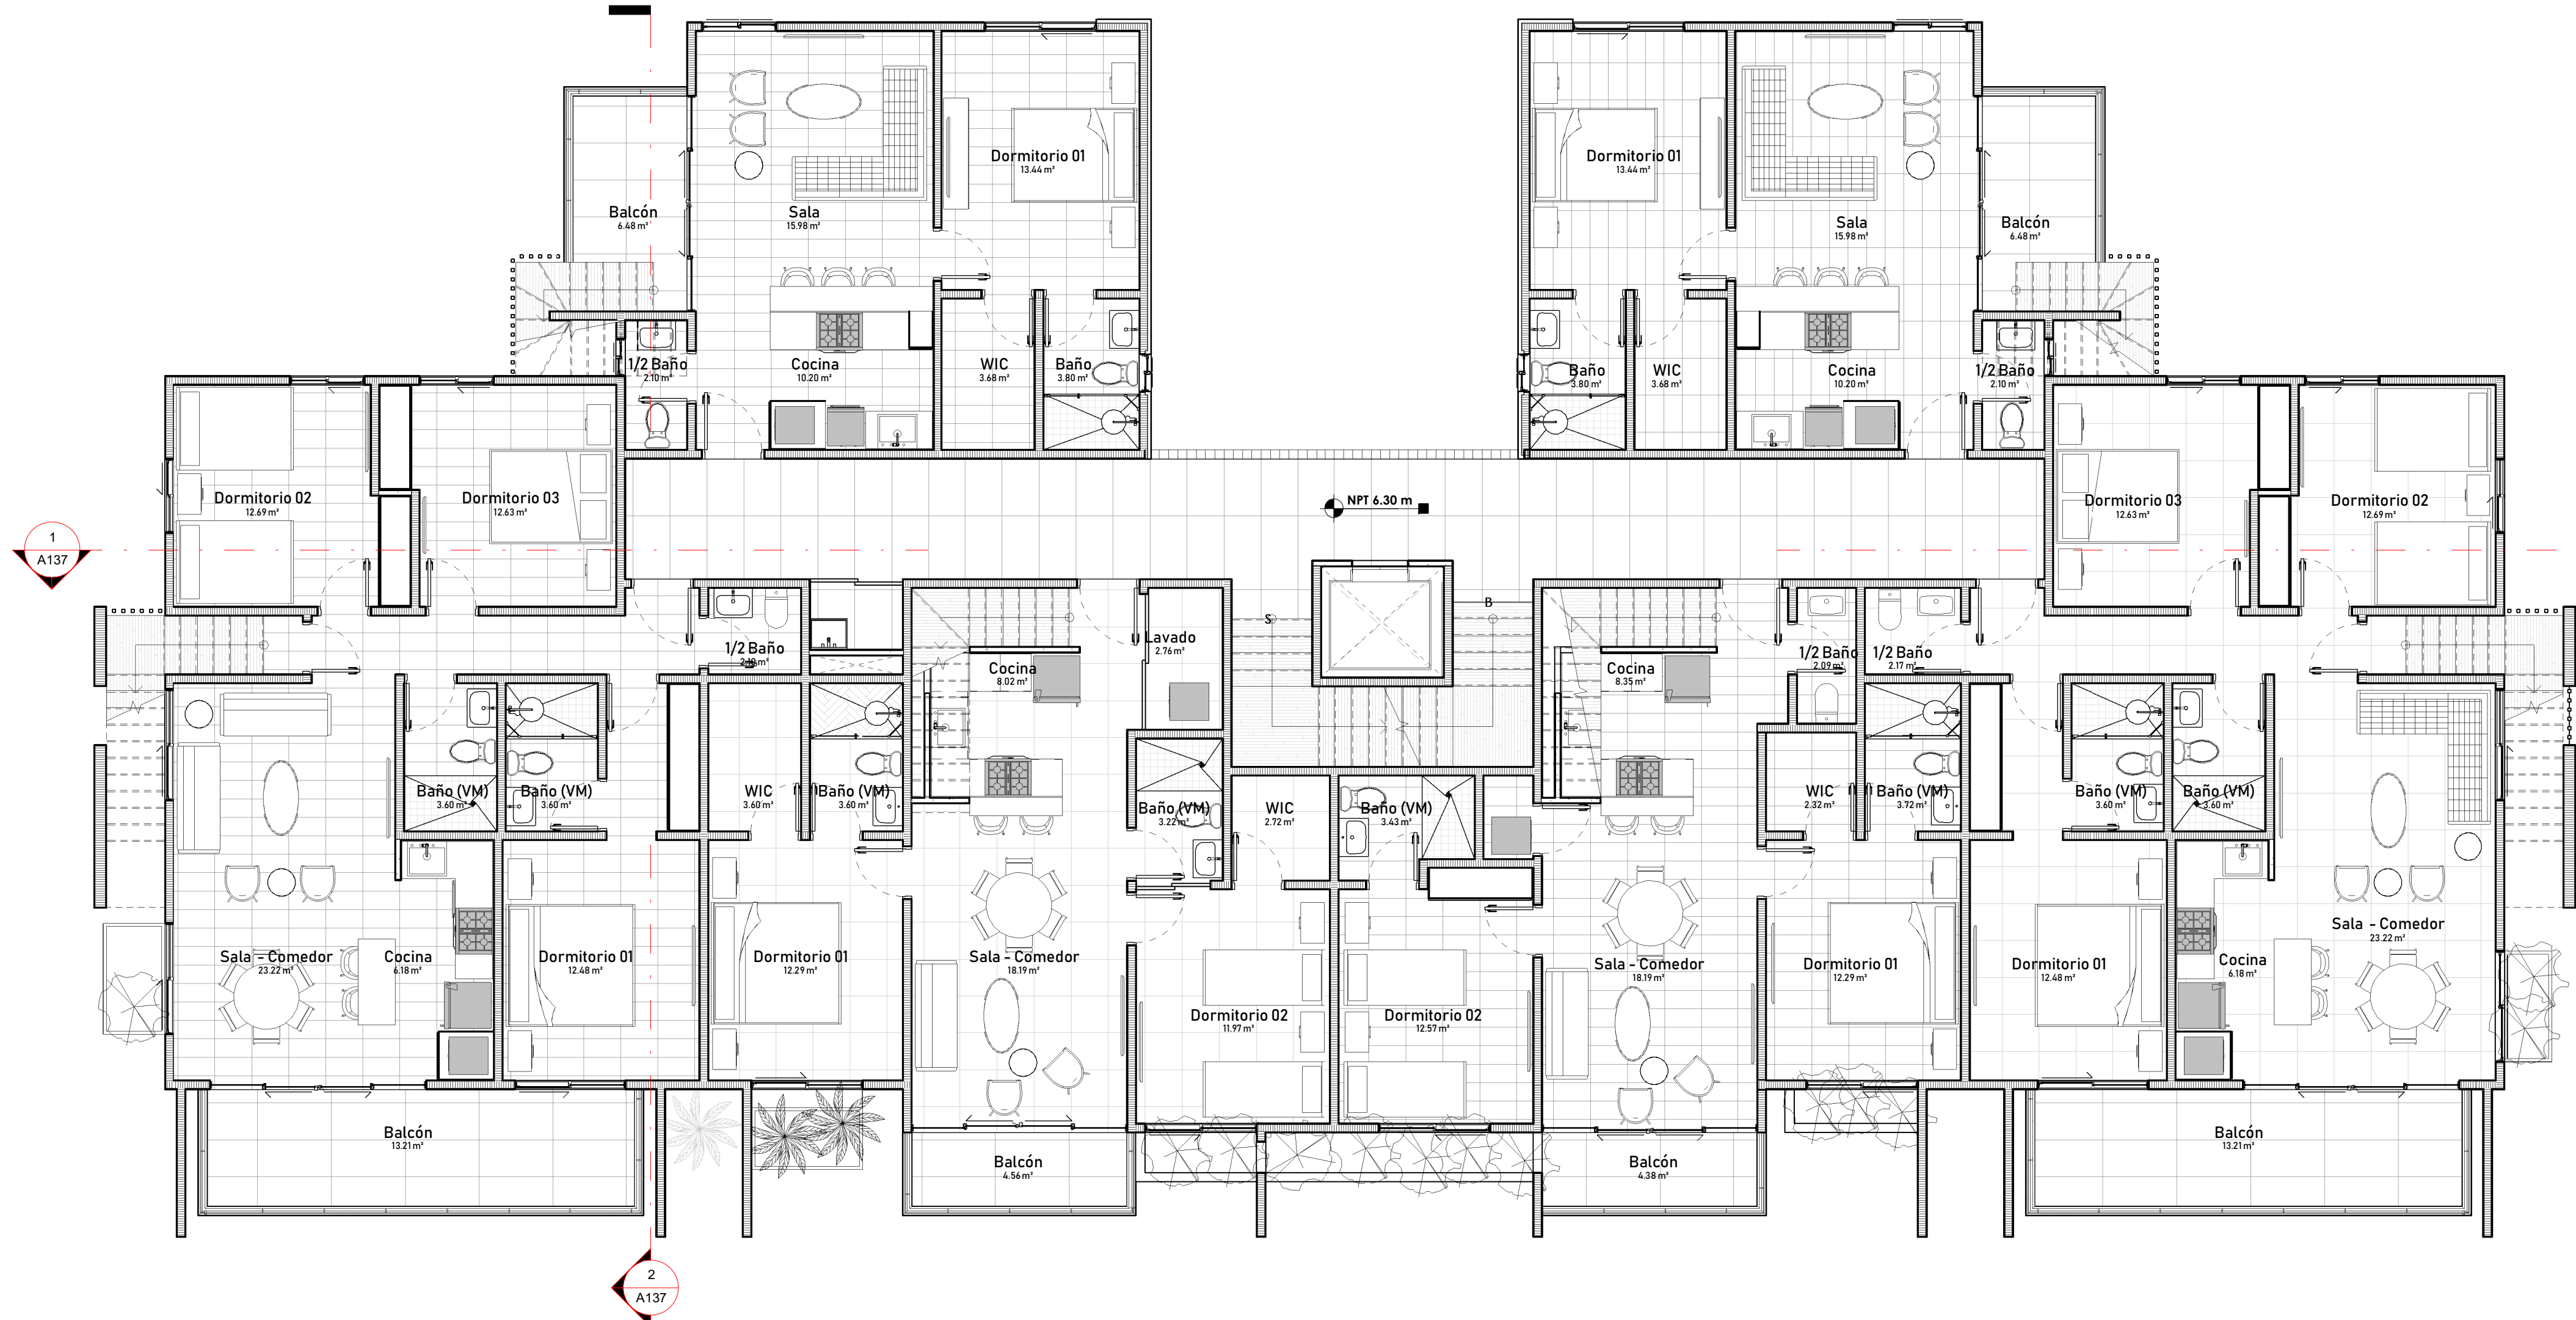 Dormitorio 01
13.44 m²
Dormitorio 01
13.44 m²
Balcón
6.48 m²
Sala
15.98 m²
Sala
15.98 m²
Balcón
6.48 m²
1/2 Baño
2.10 m²
Cocina
10.20 m²
WIC
3.68 m²
Baño
3.80 m²
Baño
3.80 m²
WIC
3.68 m²
Cocina
10.20 m²
1/2 Baño
2.10 m²
Dormitorio 02
12.69 m²
Dormitorio 03
12.63 m²
NPT 6.30 m
Dormitorio 03
12.63 m²
Dormitorio 02
12.69 m²
1
A137
S
B
1/2 Baño
2.10 m²
Cocina
8.02 m²
Lavado
2.76 m²
Cocina
8.35 m²
1/2 Baño
2.09 m²
1/2 Baño
2.17 m²
Baño (VM)
3.60 m²
Baño (VM)
3.60 m²
WIC
3.60 m²
Baño (VM)
3.60 m²
Baño (VM)
3.22 m²
WIC
2.72 m²
Baño (VM)
3.43 m²
WIC
2.32 m²
Baño (VM)
3.72 m²
Baño (VM)
3.60 m²
Baño (VM)
3.60 m²
Sala - Comedor
23.22 m²
Cocina
6.18 m²
Dormitorio 01
12.48 m²
Dormitorio 01
12.29 m²
Sala - Comedor
18.19 m²
Dormitorio 02
11.97 m²
Dormitorio 02
12.57 m²
Sala - Comedor
18.19 m²
Dormitorio 01
12.29 m²
Dormitorio 01
12.48 m²
Cocina
6.18 m²
Sala - Comedor
23.22 m²
Balcón
13.21 m²
Balcón
4.56 m²
Balcón
4.38 m²
Balcón
13.21 m²
2
A137